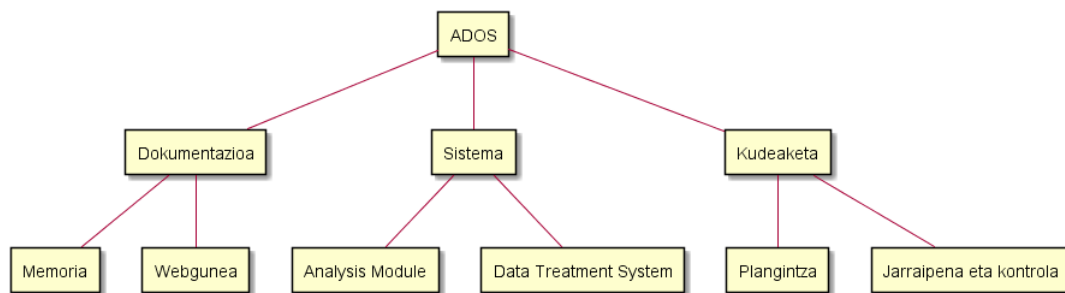 ADOS
Dokumentazioa
Sistema
Kudeaketa
Memoria
Webgunea
Analysis Module
Data Treatment System
Plangintza
Jarraipena eta kontrola